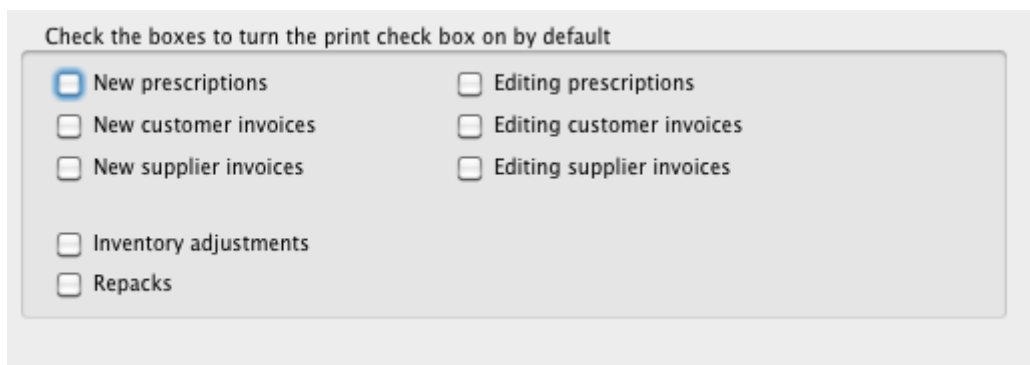 Check the boxes to turn the print check box on by default
New prescriptions Editing prescriptions
New customer invoices Editing customer invoices
New supplier invoices Editing supplier invoices
Inventory adjustments
Repacks